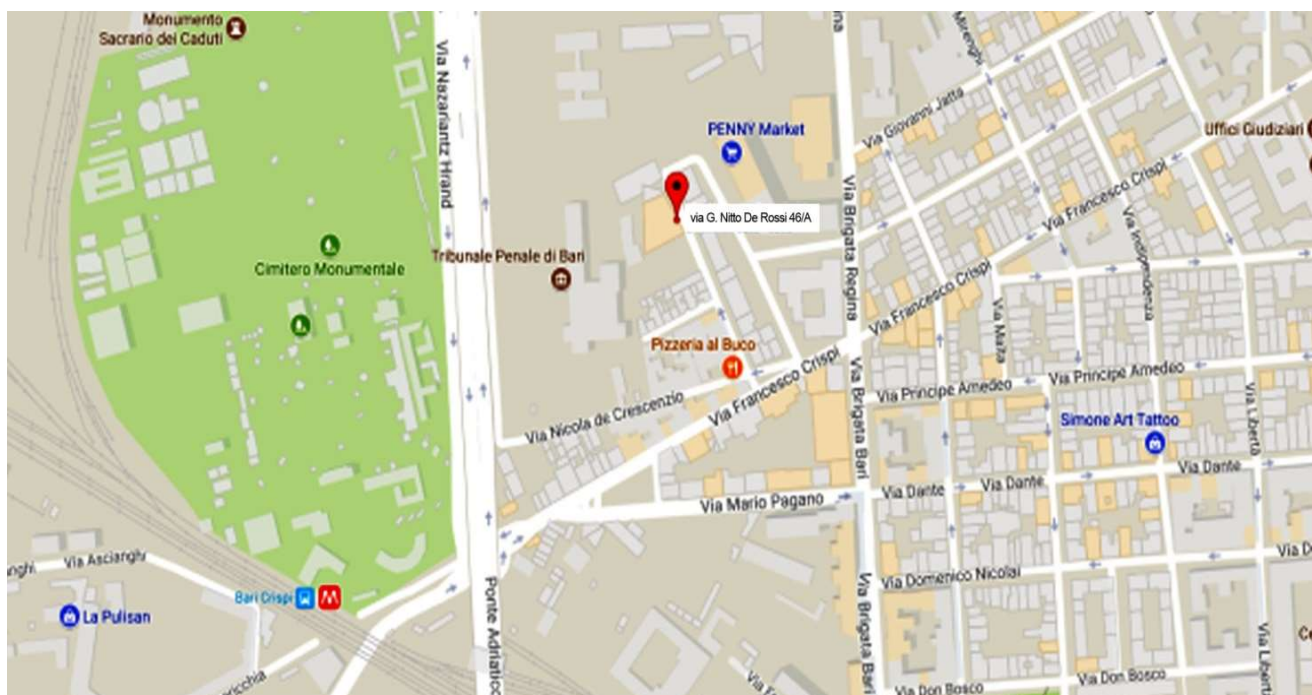 Monumento
Sacrario dei Caduti
Via Nazariantz Hrand
PENNY Market
Via Giovanni Jatta
Uffici Giudiziari
via G. Nitto De Rossi 46/A
Via Brigata Regina
Via Francesco Crispi
Via Indipendenza
Tribunale Penale di Bari
Cimitero Monumentale
Via Francesco Crispi
Via Malta
Pizzeria al Buco
Via Francesco Crispi
Via Principe Amedeo
Via Principe Amedeo
Via Nicola de Crescenzio
Via Brigata Bari
Simone Art Tattoo
Via Libertà
Via Dante
Via Mario Pagano
Via Dante
Via Dante
Via Ascianghi
Via Domenico Nicolai
Bari Crispi
La Pulisan
Ponte Adriatico
Via Brigata Bari
Via Don Bosco
Via Don Bosco